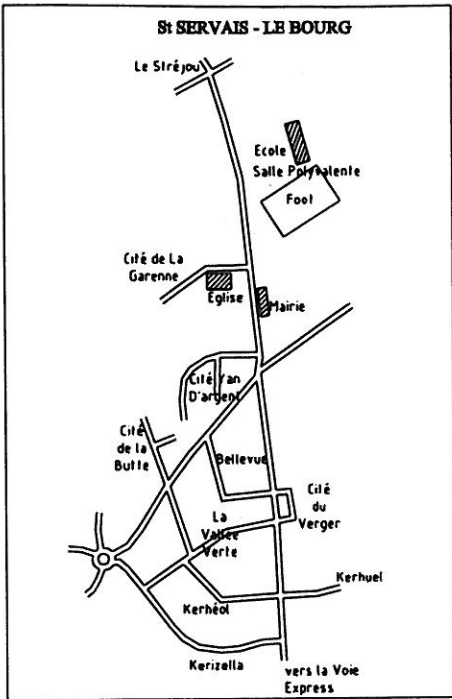 St SERVAIS - LE BOURG
Le Stréjou
Ecole
Salle Polyvalente
Foot
Cité de La
Garenne
Église
Mairie
Cité Yan
D'argent
Cité
de la
Butte
Bellevue
Cité
du
Verger
La
Vallée
Verte
Kerhuel
Kerhéol
Kerizella
vers la Voie
Express